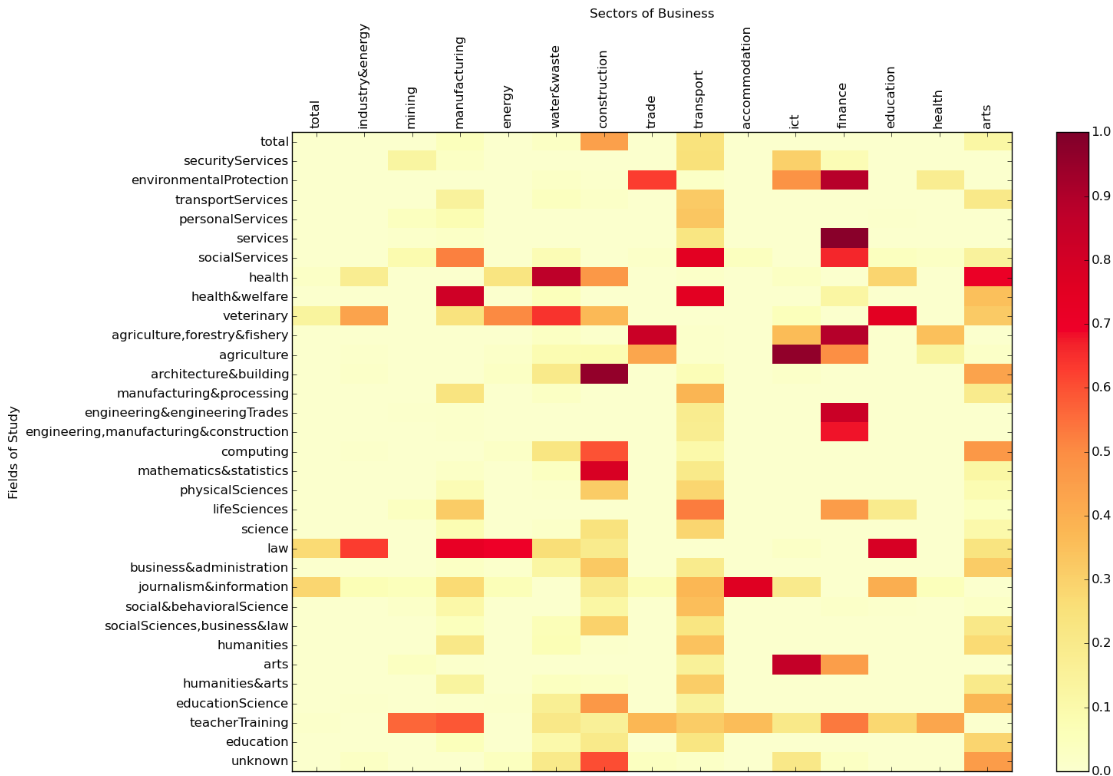 Sectors of Business
total
industry&energy
mining
manufacturing
energy
water&waste
construction
trade
transport
accommodation
ict
finance
education
health
arts
Fields of Study
total
securityServices
environmentalProtection
transportServices
personalServices
services
socialServices
health
health&welfare
veterinary
agriculture,forestry&fishery
agriculture
architecture&building
manufacturing&processing
engineering&engineeringTrades
engineering,manufacturing&construction
computing
mathematics&statistics
physicalSciences
lifeSciences
science
law
business&administration
journalism&information
social&behavioralScience
socialSciences,business&law
humanities
arts
humanities&arts
educationScience
teacherTraining
education
unknown
1.0
0.9
0.8
0.7
0.6
0.5
0.4
0.3
0.2
0.1
0.0